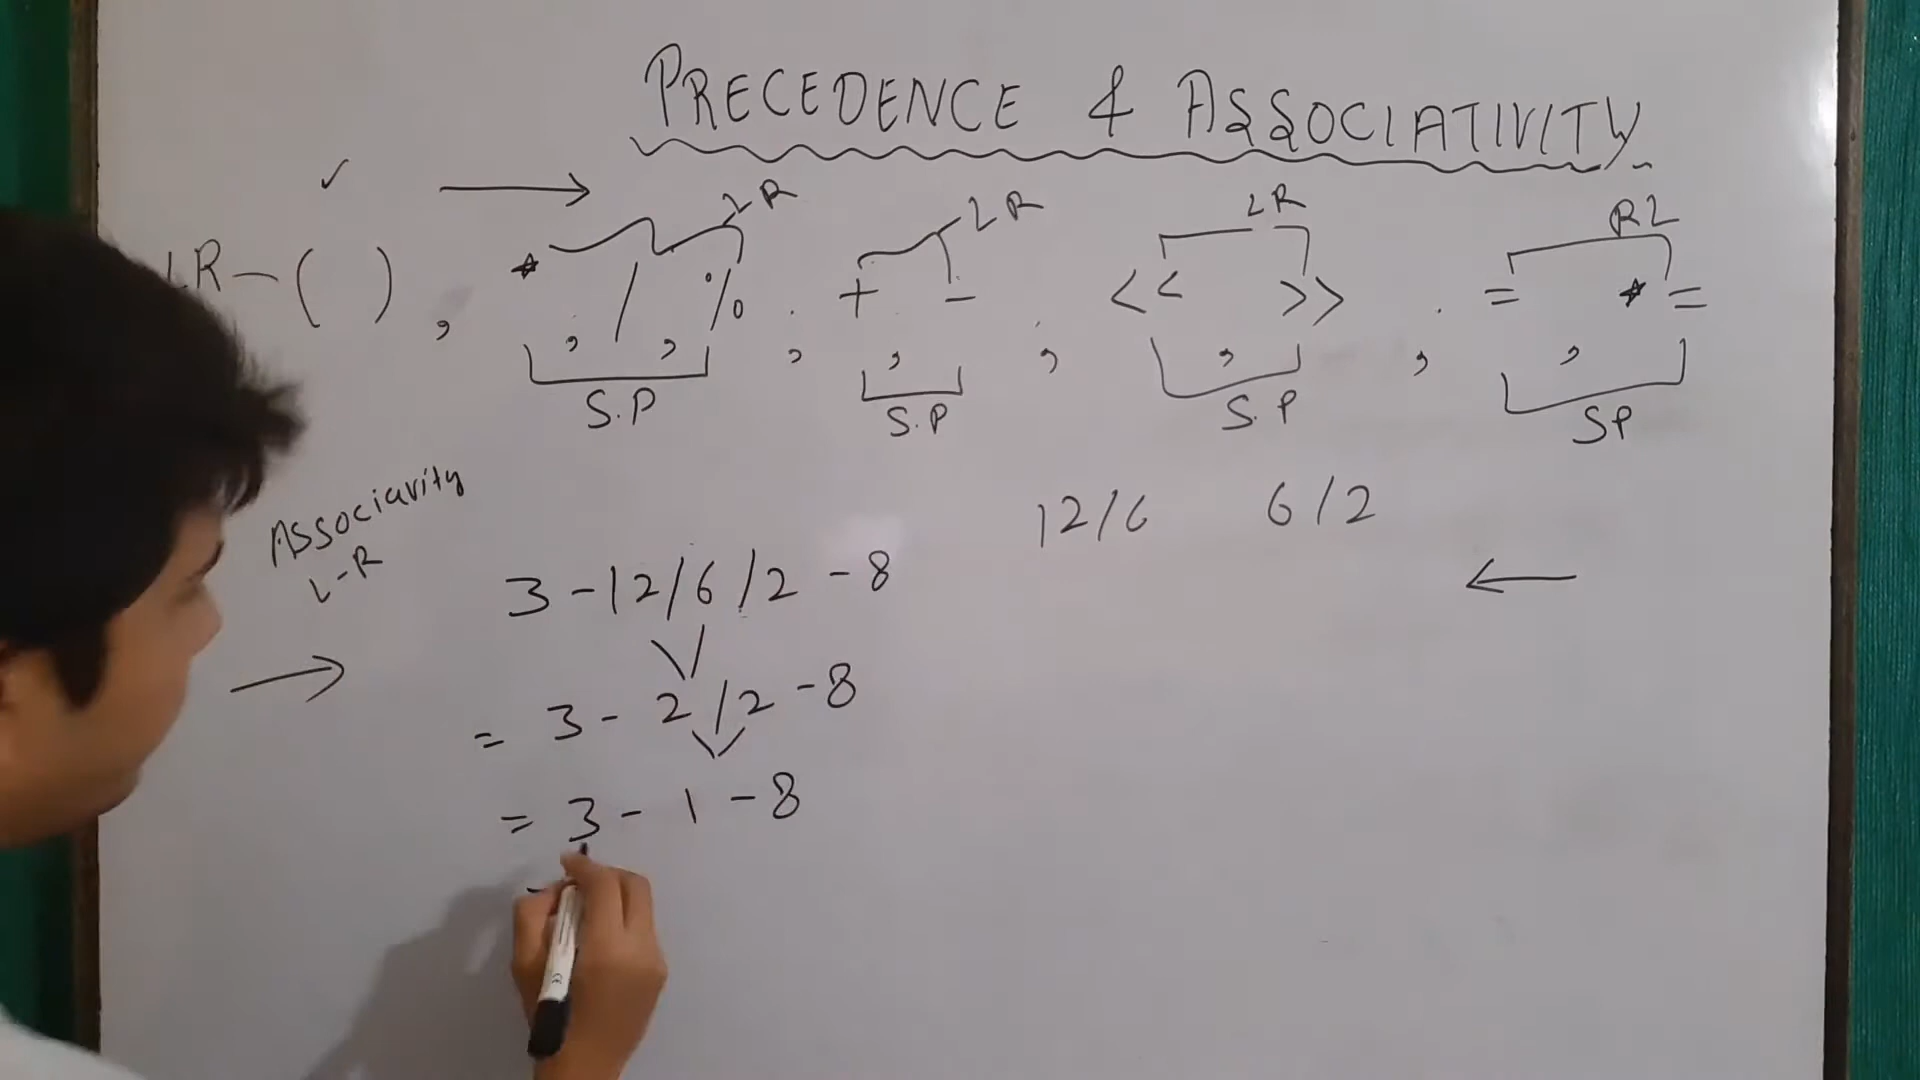 PRECEDENCE & ASSOCIATIVITY
LR LR LR RL
LR - ( ) , * , / , % , + , - , << , >> , = , * =
S.P S.P S.P SP
Associavity
L-R
12/6 6/2
3 - 12/6/2 - 8
= 3 - 2/2 - 8
= 3 - 1 - 8